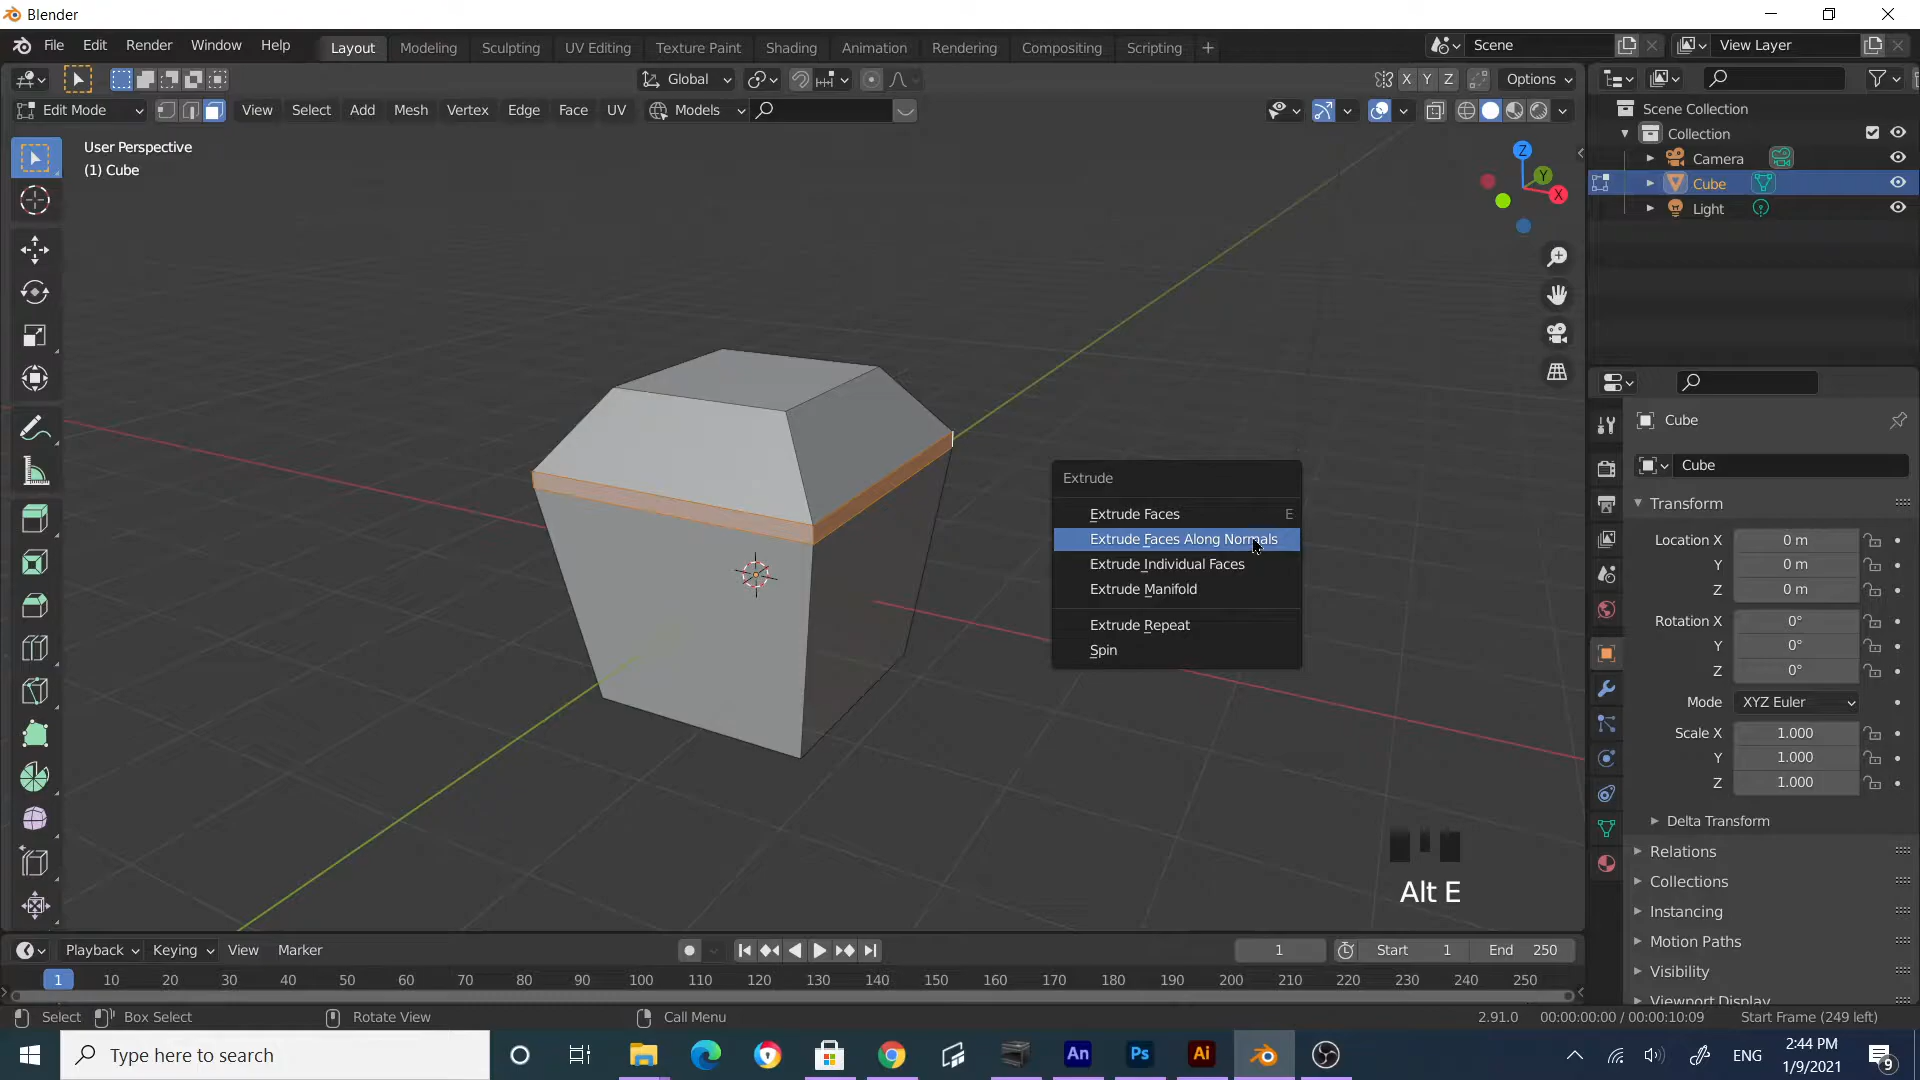 Blender
File Edit Render Window Help Layout Modeling Sculpting UV Editing Texture Paint Shading Animation Rendering Compositing Scripting + Scene View Layer
Global X Y Z Options
Edit Mode View Select Add Mesh Vertex Edge Face UV Models
User Perspective
(1) Cube
Z
Y
X
Scene Collection
Collection
Camera
Cube
Light
Extrude
Extrude Faces E
Extrude Faces Along Normals
Extrude Individual Faces
Extrude Manifold
Extrude Repeat
Spin
Alt E
Cube
Cube
Transform
Location X 0 m
Y 0 m
Z 0 m
Rotation X 0°
Y 0°
Z 0°
Mode XYZ Euler
Scale X 1.000
Y 1.000
Z 1.000
Delta Transform
Relations
Collections
Instancing
Motion Paths
Visibility
Viewport Display
Playback Keying View Marker 1 Start 1 End 250
1 10 20 30 40 50 60 70 80 90 100 110 120 130 140 150 160 170 180 190 200 210 220 230 240 250
Select Box Select Rotate View Call Menu 2.91.0 00:00:00:00 / 00:00:10:09 Start Frame (249 left)
Type here to search An Ps Ai ENG 2:44 PM
1/9/2021 9